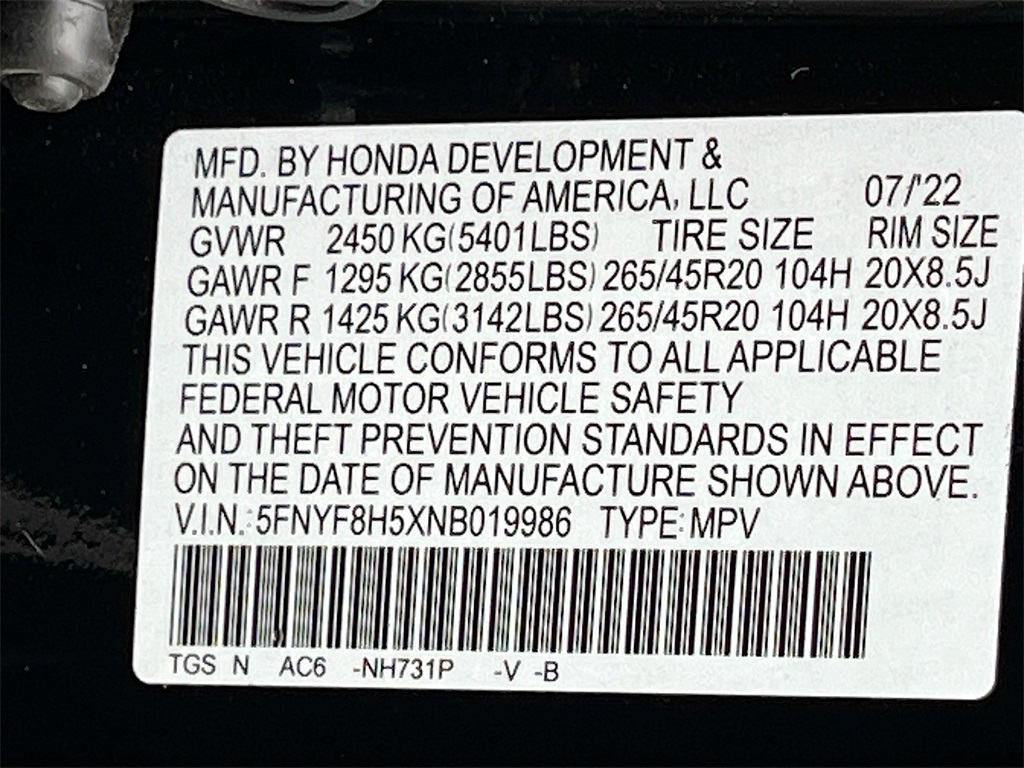 MFD. BY HONDA DEVELOPMENT &
MANUFACTURING OF AMERICA, LLC 07/'22
GVWR 2450 KG(5401LBS) TIRE SIZE RIM SIZE
GAWR F 1295 KG(2855LBS) 265/45R20 104H 20X8.5J
GAWR R 1425 KG(3142LBS) 265/45R20 104H 20X8.5J
THIS VEHICLE CONFORMS TO ALL APPLICABLE
FEDERAL MOTOR VEHICLE SAFETY
AND THEFT PREVENTION STANDARDS IN EFFECT
ON THE DATE OF MANUFACTURE SHOWN ABOVE.
V.I.N.:5FNYF8H5XNB019986 TYPE:MPV
TGS N AC6 -NH731P -V -B